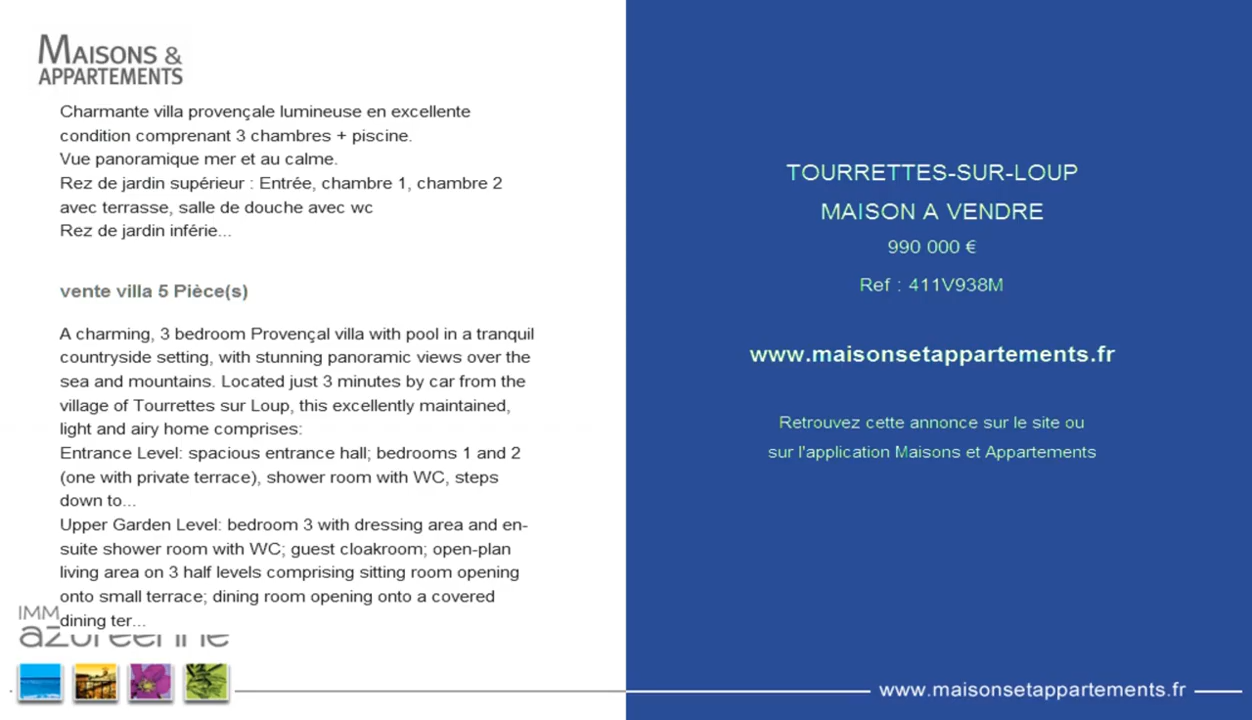 MAISONS &
APPARTEMENTS
Charmante villa provençale lumineuse en excellente
condition comprenant 3 chambres + piscine.
Vue panoramique mer et au calme.
Rez de jardin supérieur : Entrée, chambre 1, chambre 2
avec terrasse, salle de douche avec wc
Rez de jardin inférie...
vente villa 5 Pièce(s)
A charming, 3 bedroom Provençal villa with pool in a tranquil
countryside setting, with stunning panoramic views over the
sea and mountains. Located just 3 minutes by car from the
village of Tourrettes sur Loup, this excellently maintained,
light and airy home comprises:
Entrance Level: spacious entrance hall; bedrooms 1 and 2
(one with private terrace), shower room with WC, steps
down to...
Upper Garden Level: bedroom 3 with dressing area and en-
suite shower room with WC; guest cloakroom; open-plan
living area on 3 half levels comprising sitting room opening
onto small terrace; dining room opening onto a covered
dining ter...
IMM
azureenne
TOURRETTES-SUR-LOUP
MAISON A VENDRE
990 000 €
Ref : 411V938M
www.maisonsetappartements.fr
Retrouvez cette annonce sur le site ou
sur l'application Maisons et Appartements
www.maisonsetappartements.fr